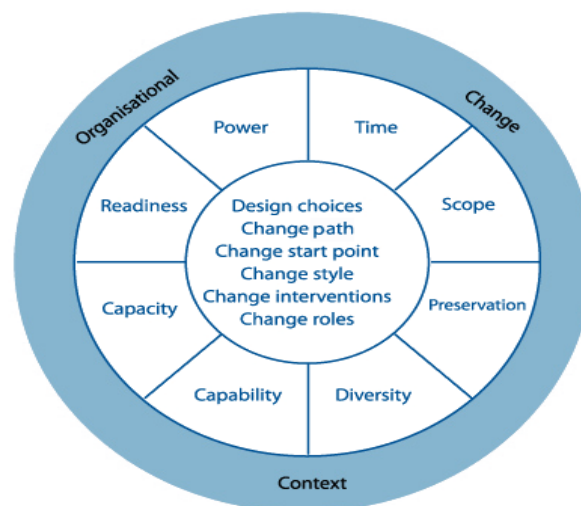 Organisational
Change
Power
Time
Readiness
Scope
Design choices
Change path
Change start point
Change style
Change interventions
Change roles
Capacity
Preservation
Capability
Diversity
Context